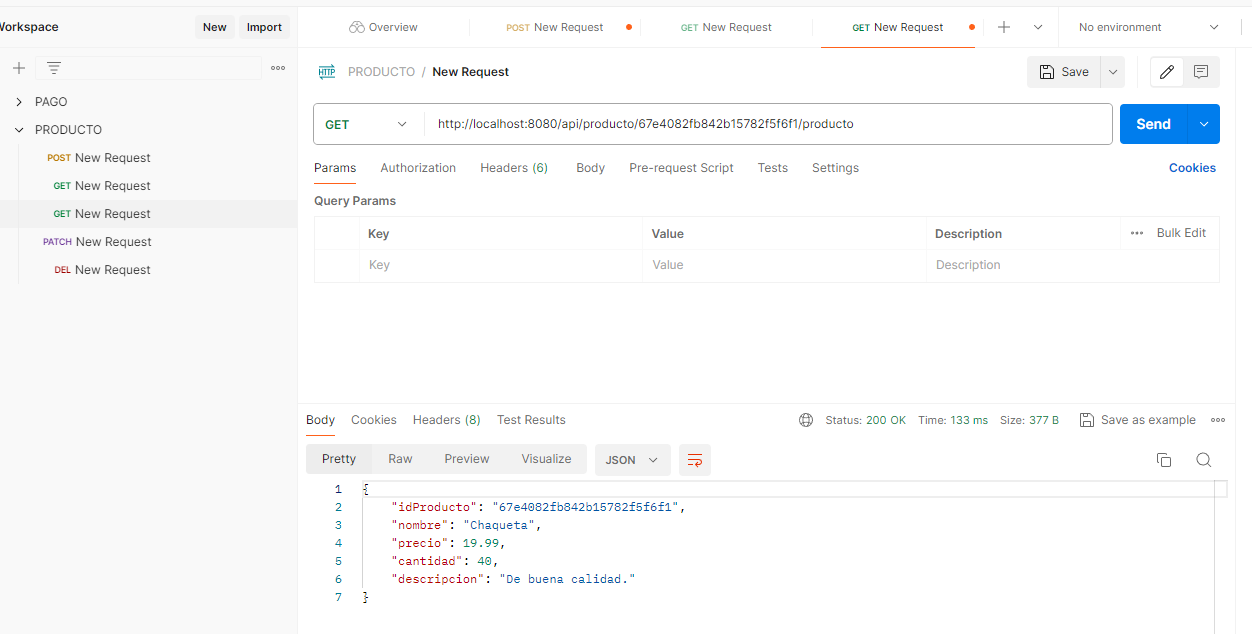 Workspace
New Import
Overview
POST New Request
GET New Request
GET New Request
No environment
PAGO
PRODUCTO
POST New Request
GET New Request
GET New Request
PATCH New Request
DEL New Request
HTTP PRODUCTO / New Request
Save
GET http://localhost:8080/api/producto/67e4082fb842b15782f5f6f1/producto
Send
Params Authorization Headers (6) Body Pre-request Script Tests Settings Cookies
Query Params
Key Value Description Bulk Edit
Key Value Description
Body Cookies Headers (8) Test Results Status: 200 OK Time: 133 ms Size: 377 B Save as example
Pretty Raw Preview Visualize JSON
1 {
2 "idProducto": "67e4082fb842b15782f5f6f1",
3 "nombre": "Chaqueta",
4 "precio": 19.99,
5 "cantidad": 40,
6 "descripcion": "De buena calidad."
7 }